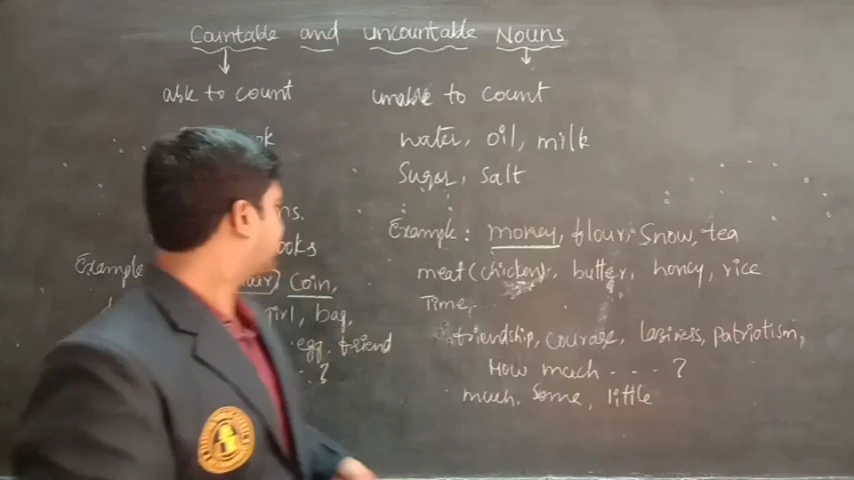 Countable and uncountable Nouns
able to count
unable to count
water, oil, milk
Sugar, salt
Example : money, flour, Snow, tea
Example Coin,
meat (chicken), butter, honey, rice
Time,
girl, bag,
egg, friend
friendship, courage, laziness, patriotism,
How much - - - ?
much, Some, little